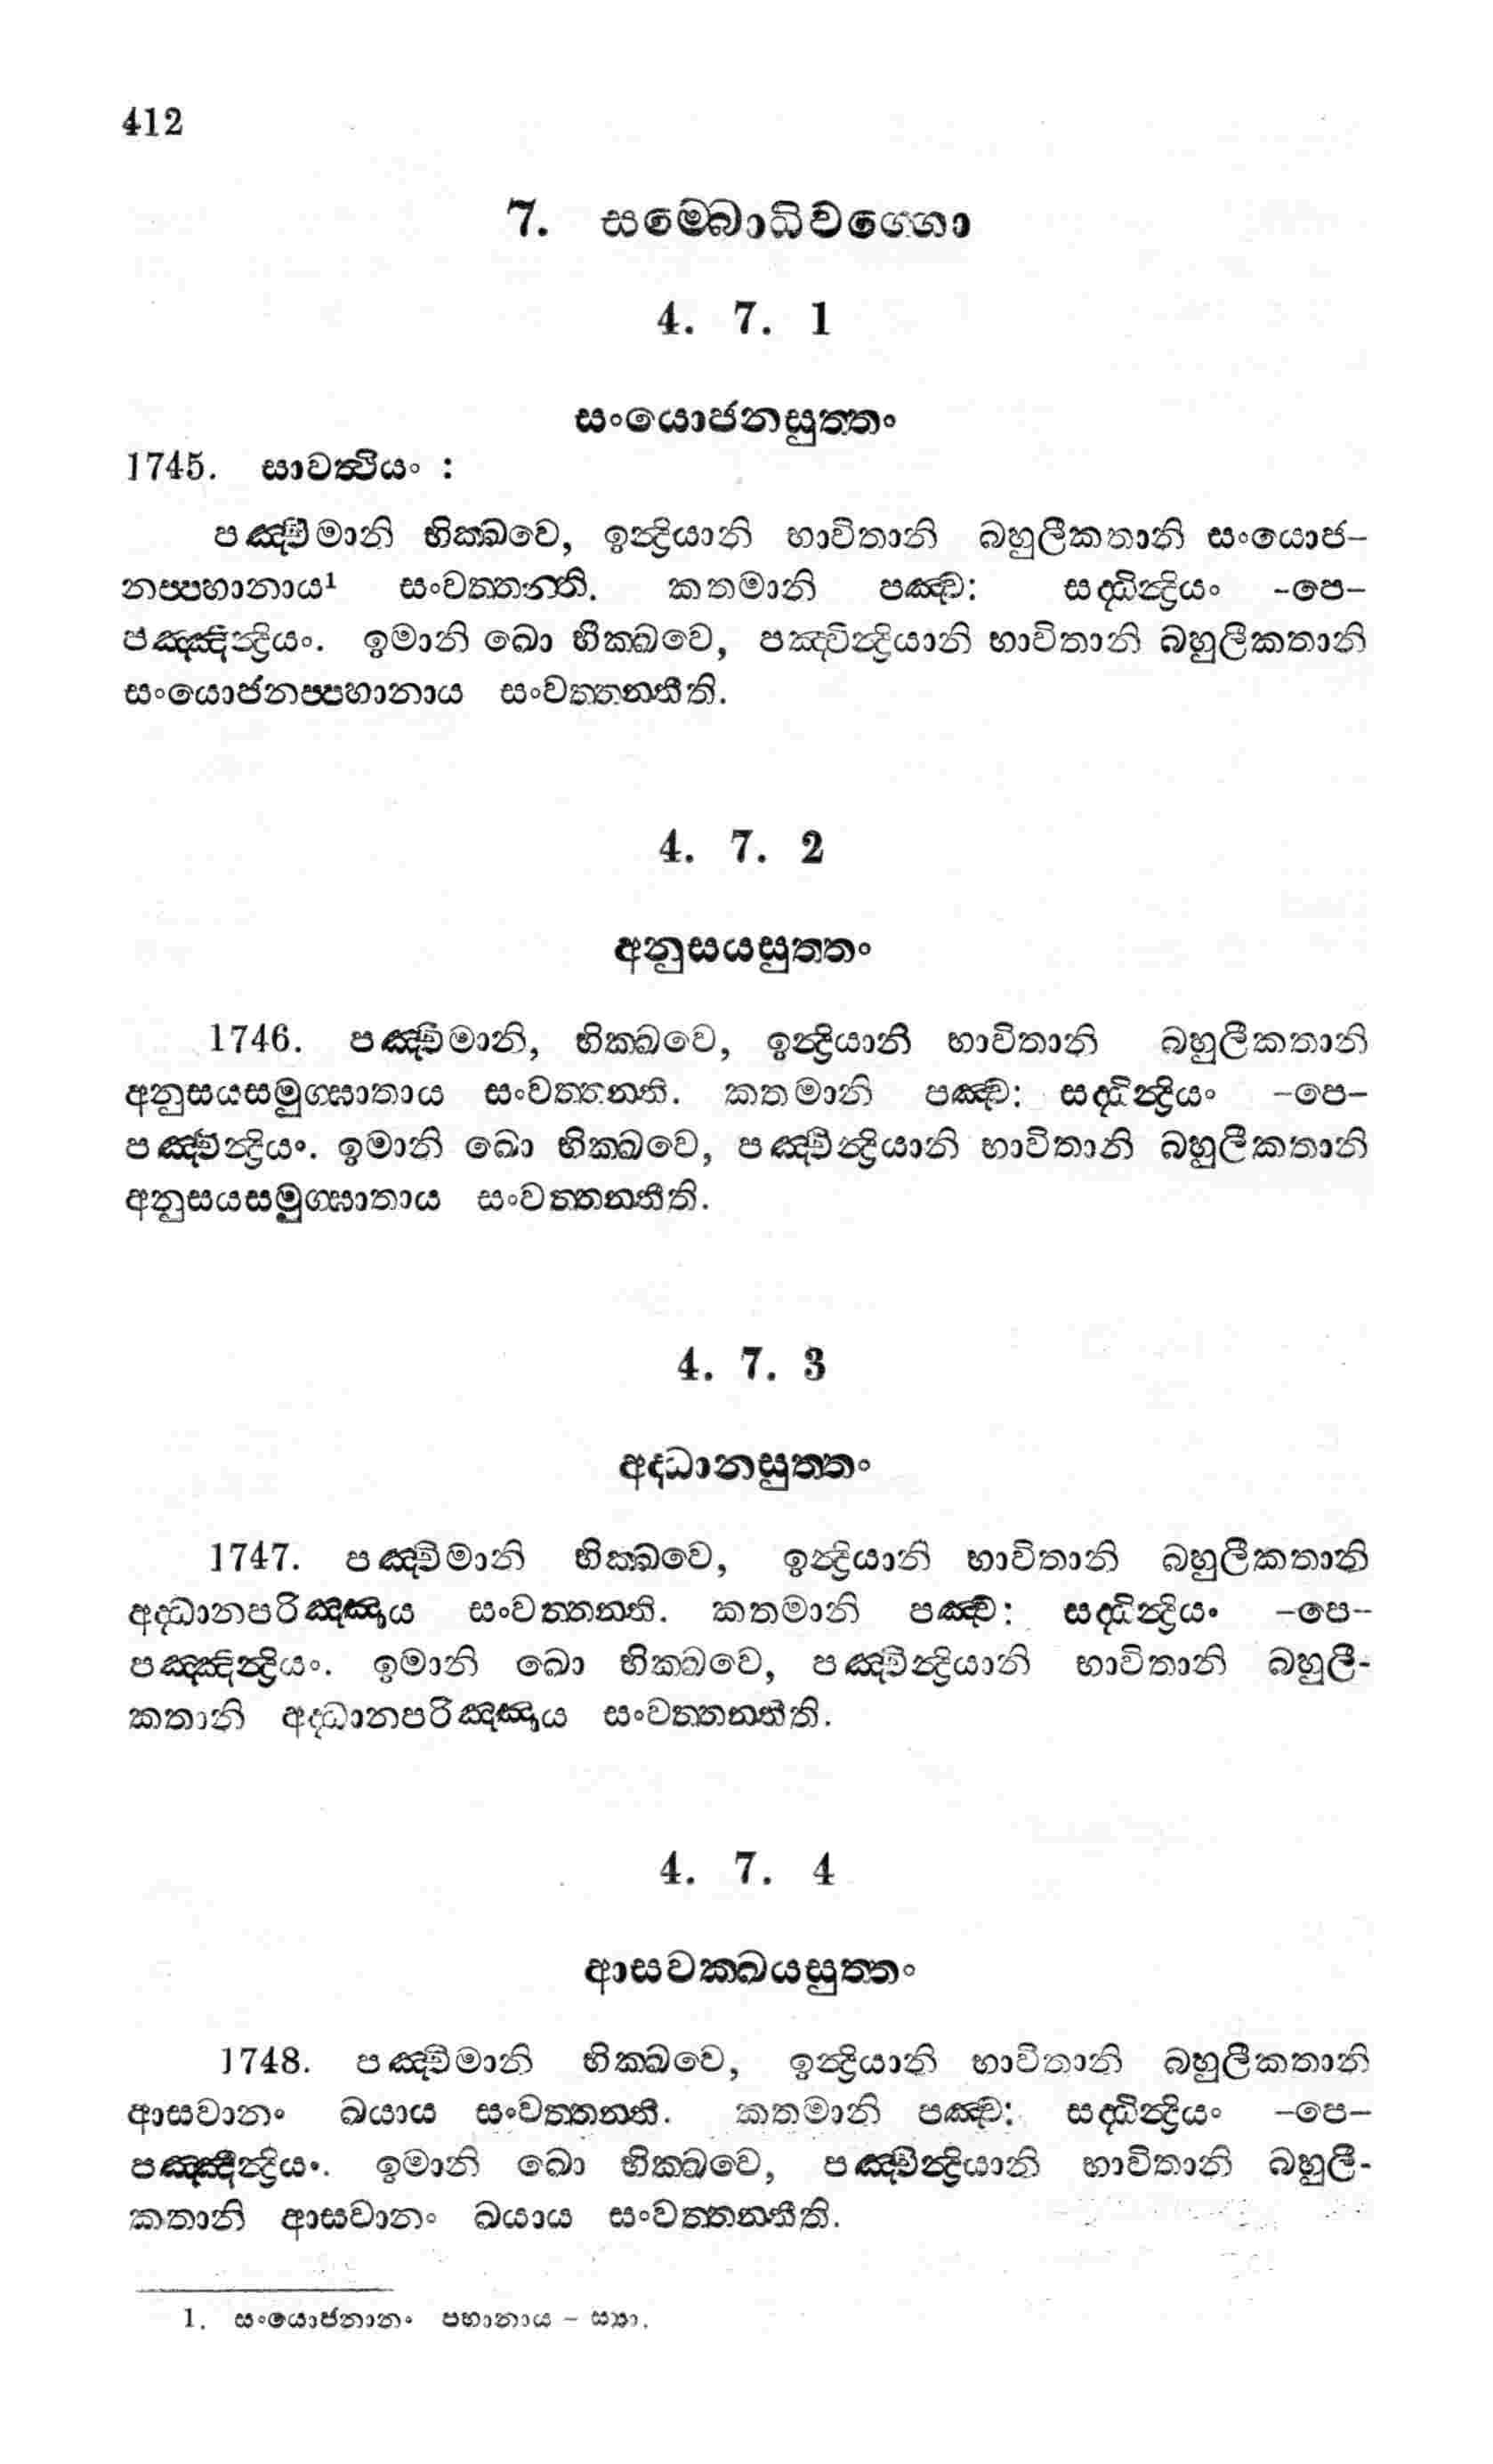 412
7. සම්බොධිවග්ගො
4. 7. 1
සංයොජනසුත්තං
1745. සාවත්ථියං :
පඤ්චිමානි භික්ඛවෙ, ඉන්ද්‍රියානි භාවිතානි බහුලීකතානි සංයොජ-
නප්පහානාය1 සංවත්තන්ති. කතමානි පඤ්ච: සද්ධින්ද්‍රියං -පෙ-
පඤ්ඤින්ද්‍රියං. ඉමානි ඛො භික්ඛවෙ, පඤ්චින්ද්‍රියානි භාවිතානි බහුලීකතානි
සංයොජනප්පහානාය සංවත්තන්තීති.
4. 7. 2
අනුසයසුත්තං
1746. පඤ්චිමානි, භික්ඛවෙ, ඉන්ද්‍රියානි භාවිතානි බහුලීකතානි
අනුසයසමුග්ඝාතාය සංවත්තන්ති. කතමානි පඤ්ච: සද්ධින්ද්‍රියං -පෙ-
පඤ්චින්ද්‍රියං. ඉමානි ඛො භික්ඛවෙ, පඤ්චින්ද්‍රියානි භාවිතානි බහුලීකතානි
අනුසයසමුග්ඝාතාය සංවත්තන්තීති.
4. 7. 3
අද්ධානසුත්තං
1747. පඤ්චිමානි භික්ඛවෙ, ඉන්ද්‍රියානි භාවිතානි බහුලීකතානි
අද්ධානපරිඤ්ඤාය සංවත්තන්ති. කතමානි පඤ්ච: සද්ධින්ද්‍රියං -පෙ-
පඤ්ඤින්ද්‍රියං. ඉමානි ඛො භික්ඛවෙ, පඤ්චින්ද්‍රියානි භාවිතානි බහුලී-
කතානි අද්ධානපරිඤ්ඤාය සංවත්තන්තීති.
4. 7. 4
ආසවක්ඛයසුත්තං
1748. පඤ්චිමානි භික්ඛවෙ, ඉන්ද්‍රියානි භාවිතානි බහුලීකතානි
ආසවානං ඛයාය සංවත්තන්ති. කතමානි පඤ්ච: සද්ධින්ද්‍රියං -පෙ-
පඤ්ඤින්ද්‍රියං. ඉමානි ඛො භික්ඛවෙ, පඤ්චින්ද්‍රියානි භාවිතානි බහුලී-
කතානි ආසවානං ඛයාය සංවත්තන්තීති.
1. සංයොජනානං පභානාය - ස්‍යා.